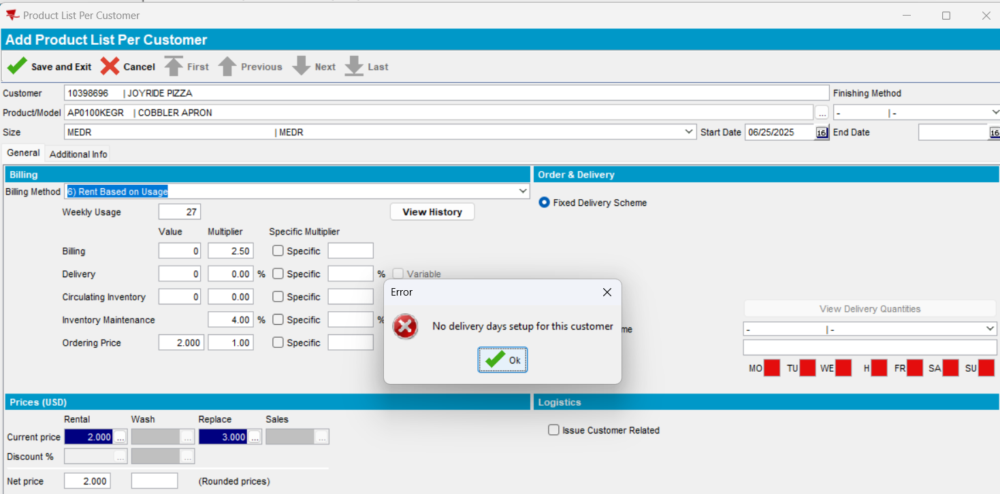 Product List Per Customer
Add Product List Per Customer
Save and Exit Cancel First Previous Next Last
Customer 10398696 | JOYRIDE PIZZA Finishing Method
Product/Model AP0100KEGR | COBBLER APRON ... - | -
Size MEDR | MEDR Start Date 06/25/2025 16 End Date 16
General Additional Info
Billing Order & Delivery
Billing Method 6) Rent Based on Usage
Fixed Delivery Scheme
Weekly Usage 27 View History
Value Multiplier Specific Multiplier
Billing 0 2.50 Specific
Delivery 0 0.00 % Specific % Variable
Error
Circulating Inventory 0 0.00 Specific
View Delivery Quantities
Inventory Maintenance 4.00 % Specific %
No delivery days setup for this customer
me - | -
Ordering Price 2.000 1.00 Specific
Ok
MO TU WE H FR SA SU
Prices (USD) Logistics
Rental Wash Replace Sales
Current price 2.000 ... ... 3.000 ... ...
Issue Customer Related
Discount % ... ...
Net price 2.000 (Rounded prices)